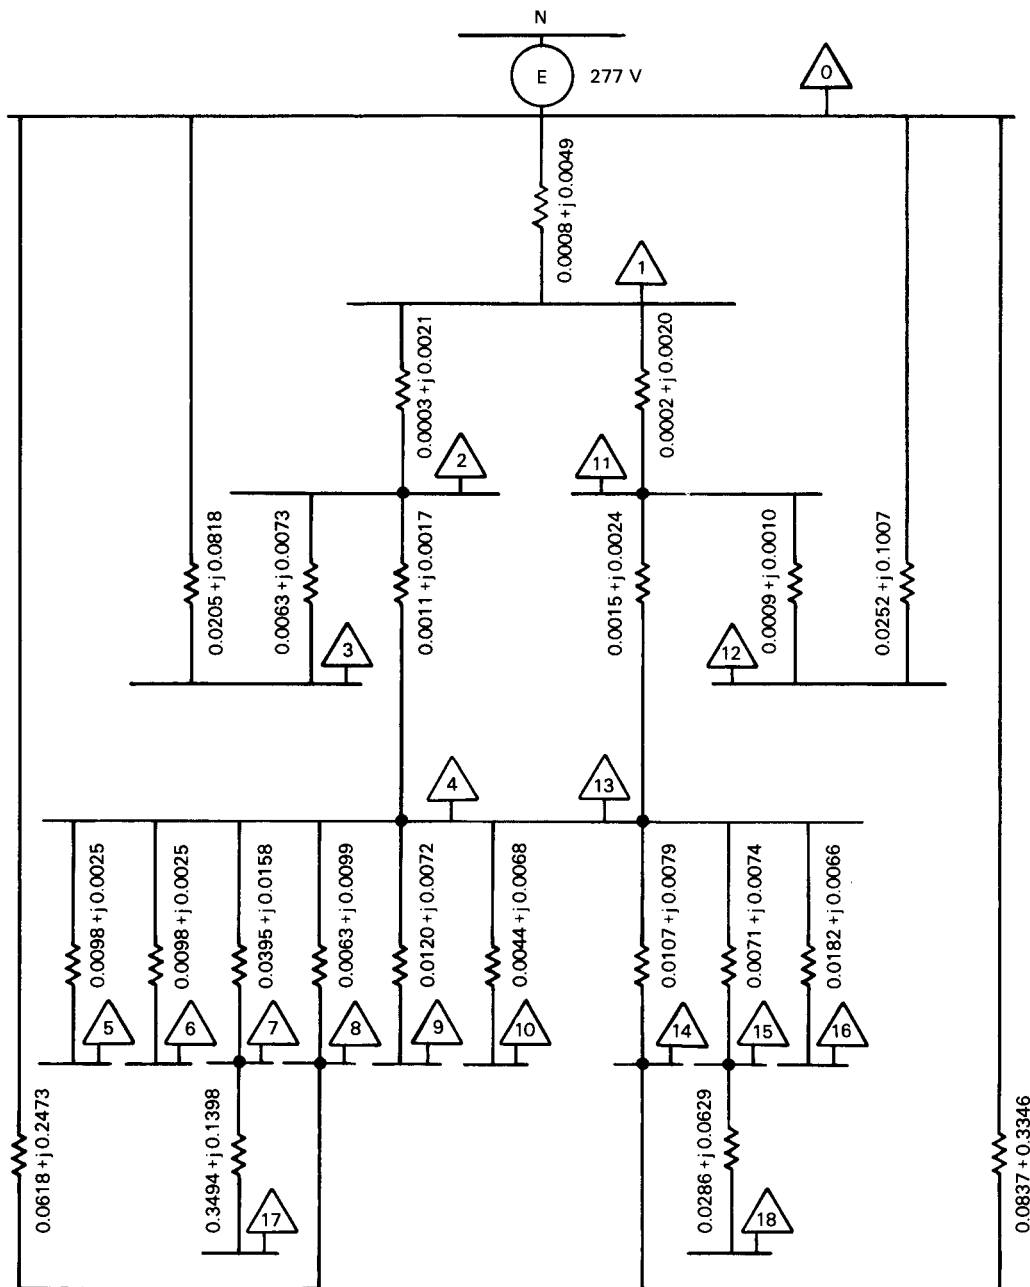 N
E
277 V
0
0.0008 +j 0.0049
1
0.0003 +j 0.0021
0.0002 +j 0.0020
2
11
0.0205 +j 0.0818
0.0063 +j 0.0073
0.0011 +j 0.0017
0.0015 +j 0.0024
0.0009 +j 0.0010
0.0252 +j 0.1007
3
12
4
13
0.0098 +j 0.0025
0.0098 +j 0.0025
0.0395 +j 0.0158
0.0063 +j 0.0099
0.0120 +j 0.0072
0.0044 +j 0.0068
0.0107 +j 0.0079
0.0071 +j 0.0074
0.0182 +j 0.0066
5
6
7
8
9
10
14
15
16
0.0618 +j 0.2473
0.3494 +j 0.1398
0.0286 +j 0.0629
0.0837 + 0.3346
17
18